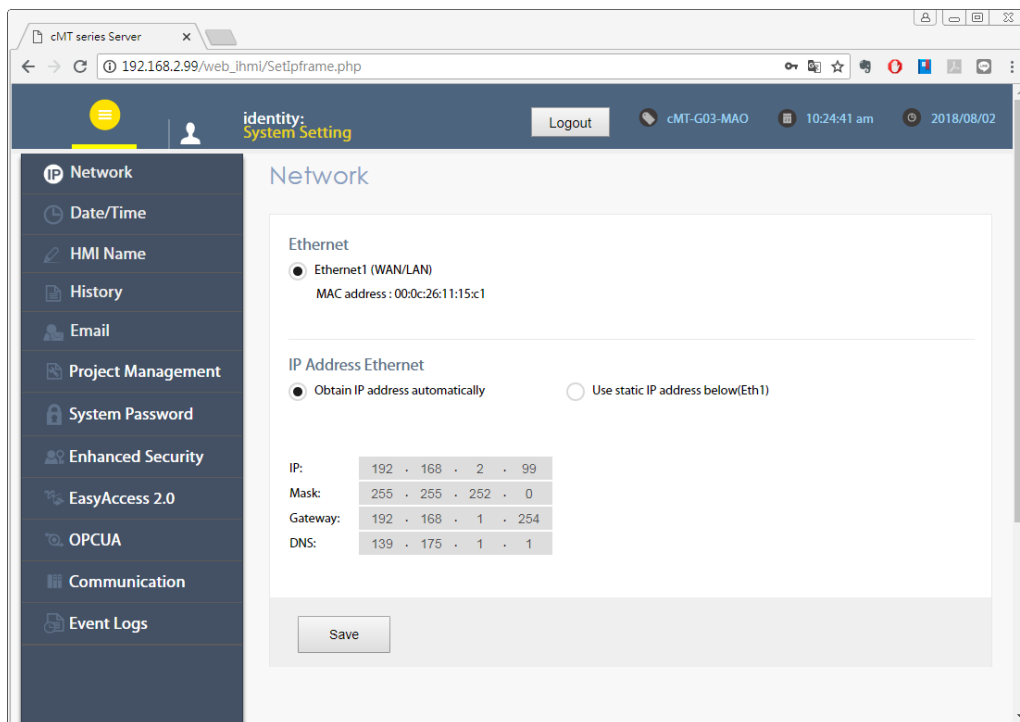 cMT series Server
192.168.2.99/web_ihmi/SetIpframe.php
identity:
System Setting
Logout
cMT-G03-MAO
10:24:41 am
2018/08/02
IP Network
Date/Time
HMI Name
History
Email
Project Management
System Password
Enhanced Security
EasyAccess 2.0
OPCUA
Communication
Event Logs
Network
Ethernet
Ethernet1 (WAN/LAN)
MAC address : 00:0c:26:11:15:c1
IP Address Ethernet
Obtain IP address automatically
Use static IP address below(Eth1)
IP: 192 . 168 . 2 . 99
Mask: 255 . 255 . 252 . 0
Gateway: 192 . 168 . 1 . 254
DNS: 139 . 175 . 1 . 1
Save